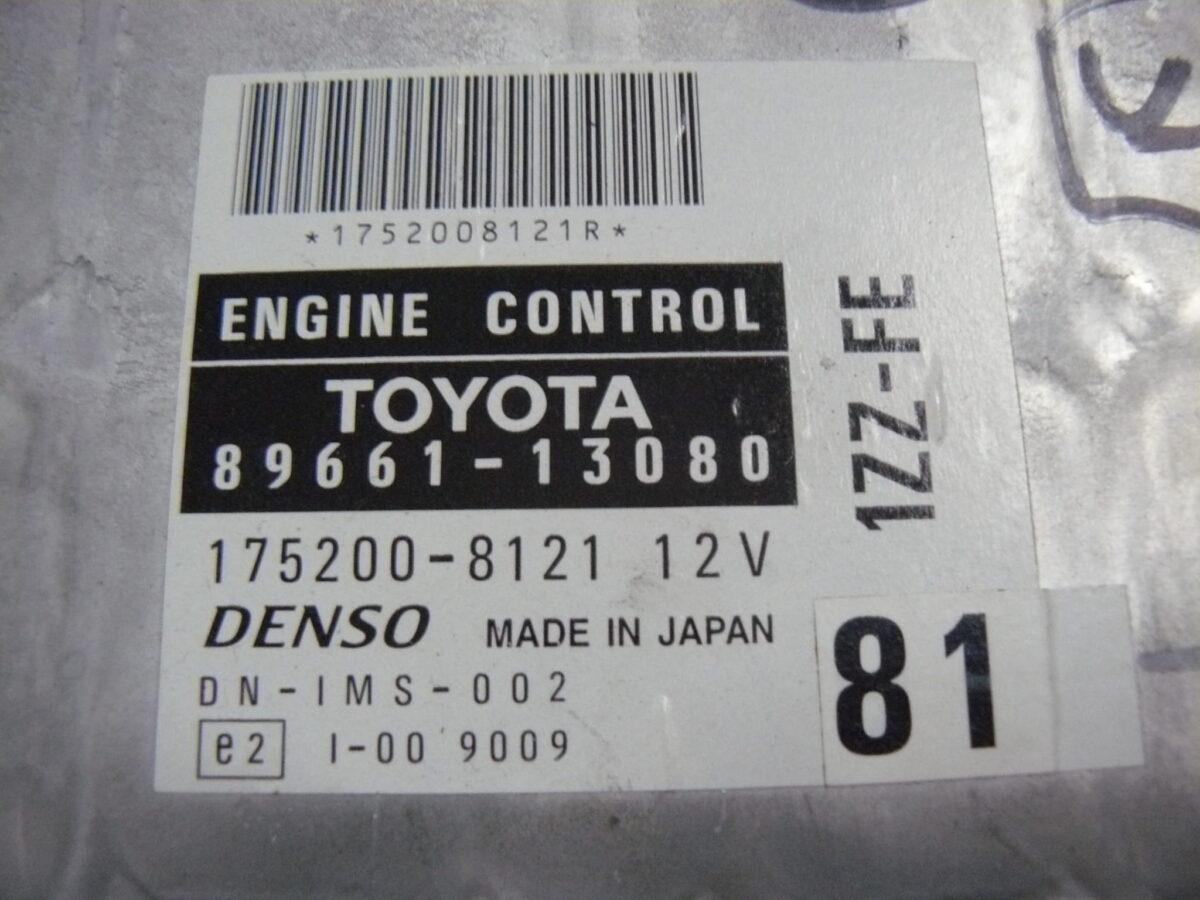 *1752008121R*
ENGINE CONTROL
TOYOTA
89661-13080
1ZZ-FE
175200-8121 12V
DENSO MADE IN JAPAN
DN-IMS-002
e2 I-00 9009
81